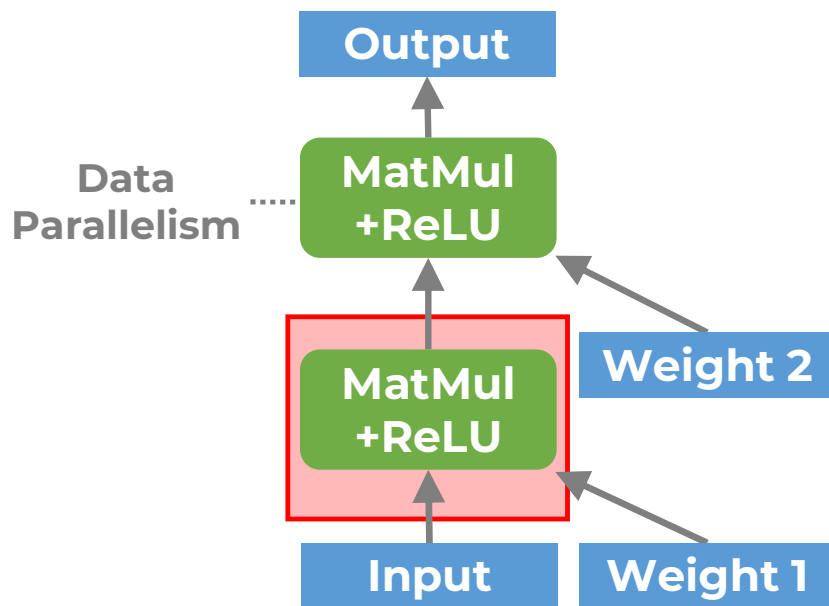 Output
MatMul
+ReLU
Data
Parallelism
Weight 2
MatMul
+ReLU
Input
Weight 1